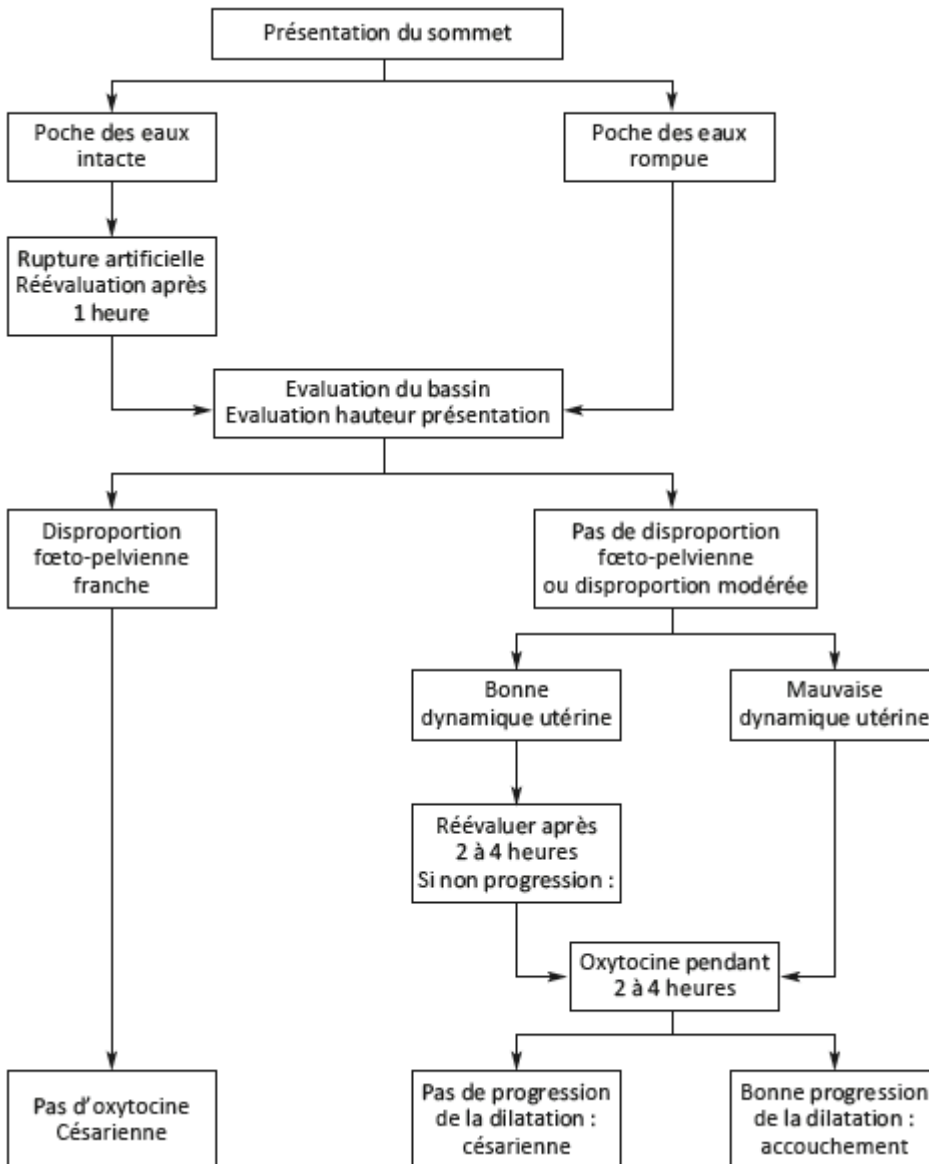 Présentation du sommet
Poche des eaux
intacte
Poche des eaux
rompue
Rupture artificielle
Réévaluation après
1 heure
Evaluation du bassin
Evaluation hauteur présentation
Disproportion
fœto-pelvienne
franche
Pas de disproportion
fœto-pelvienne
ou disproportion modérée
Bonne
dynamique utérine
Mauvaise
dynamique utérine
Réévaluer après
2 à 4 heures
Si non progression :
Oxytocine pendant
2 à 4 heures
Pas d'oxytocine
Césarienne
Pas de progression
de la dilatation :
césarienne
Bonne progression
de la dilatation :
accouchement